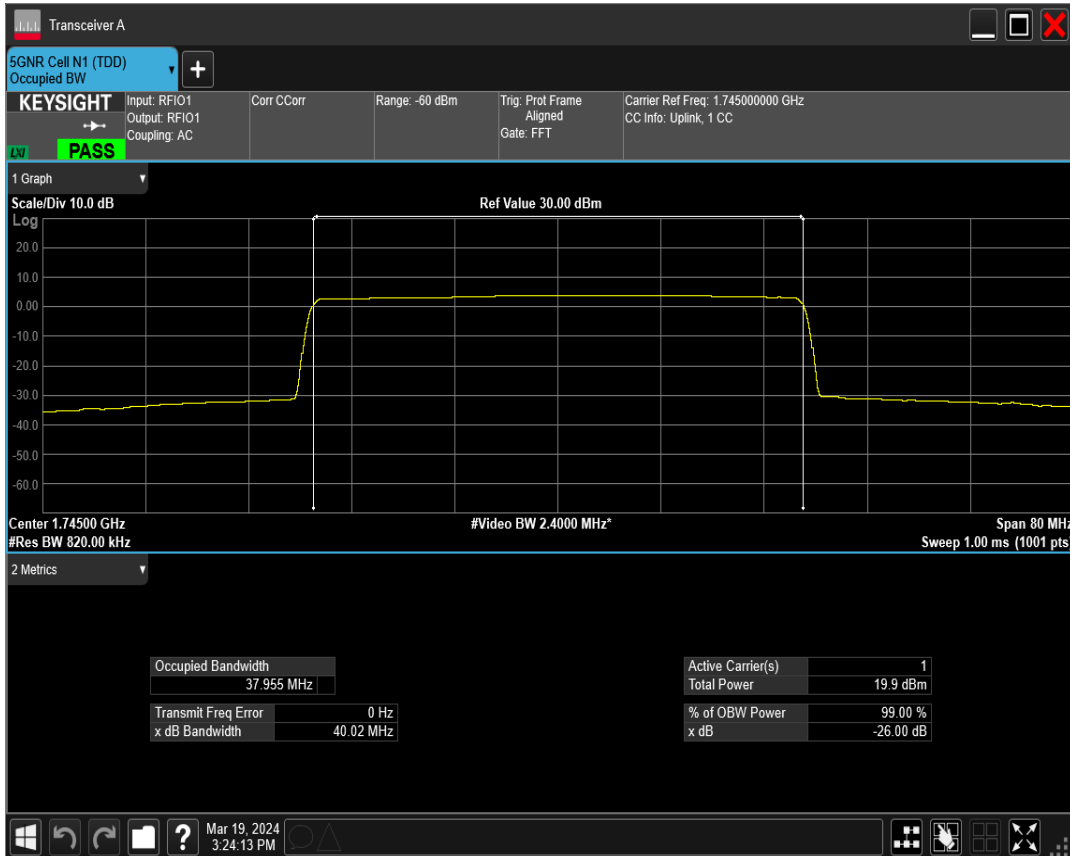 Transceiver A
5GNR Cell N1 (TDD)
Occupied BW
+
KEYSIGHT
LXI
PASS
Input: RFIO1
Output: RFIO1
Coupling: AC
Corr CCorr
Range: -60 dBm
Trig: Prot Frame
Aligned
Gate: FFT
Carrier Ref Freq: 1.745000000 GHz
CC Info: Uplink, 1 CC
1 Graph
Scale/Div 10.0 dB
Ref Value 30.00 dBm
Log
20.0
10.0
0.00
-10.0
-20.0
-30.0
-40.0
-50.0
-60.0
Center 1.74500 GHz
#Video BW 2.4000 MHz*
Span 80 MHz
#Res BW 820.00 kHz
Sweep 1.00 ms (1001 pts)
2 Metrics
Occupied Bandwidth
37.955 MHz
Transmit Freq Error 0 Hz
x dB Bandwidth 40.02 MHz
Active Carrier(s) 1
Total Power 19.9 dBm
% of OBW Power 99.00 %
x dB -26.00 dB
?
Mar 19, 2024
3:24:13 PM